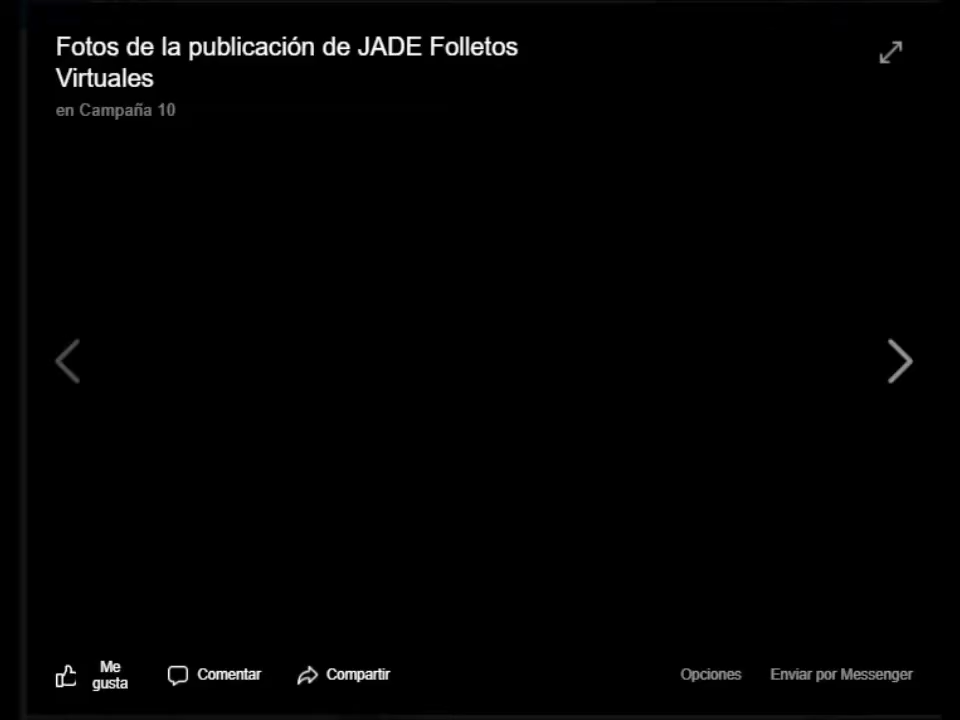 Fotos de la publicación de JADE Folletos
Virtuales
en Campaña 10
Me
gusta
Comentar
Compartir
Opciones
Enviar por Messenger